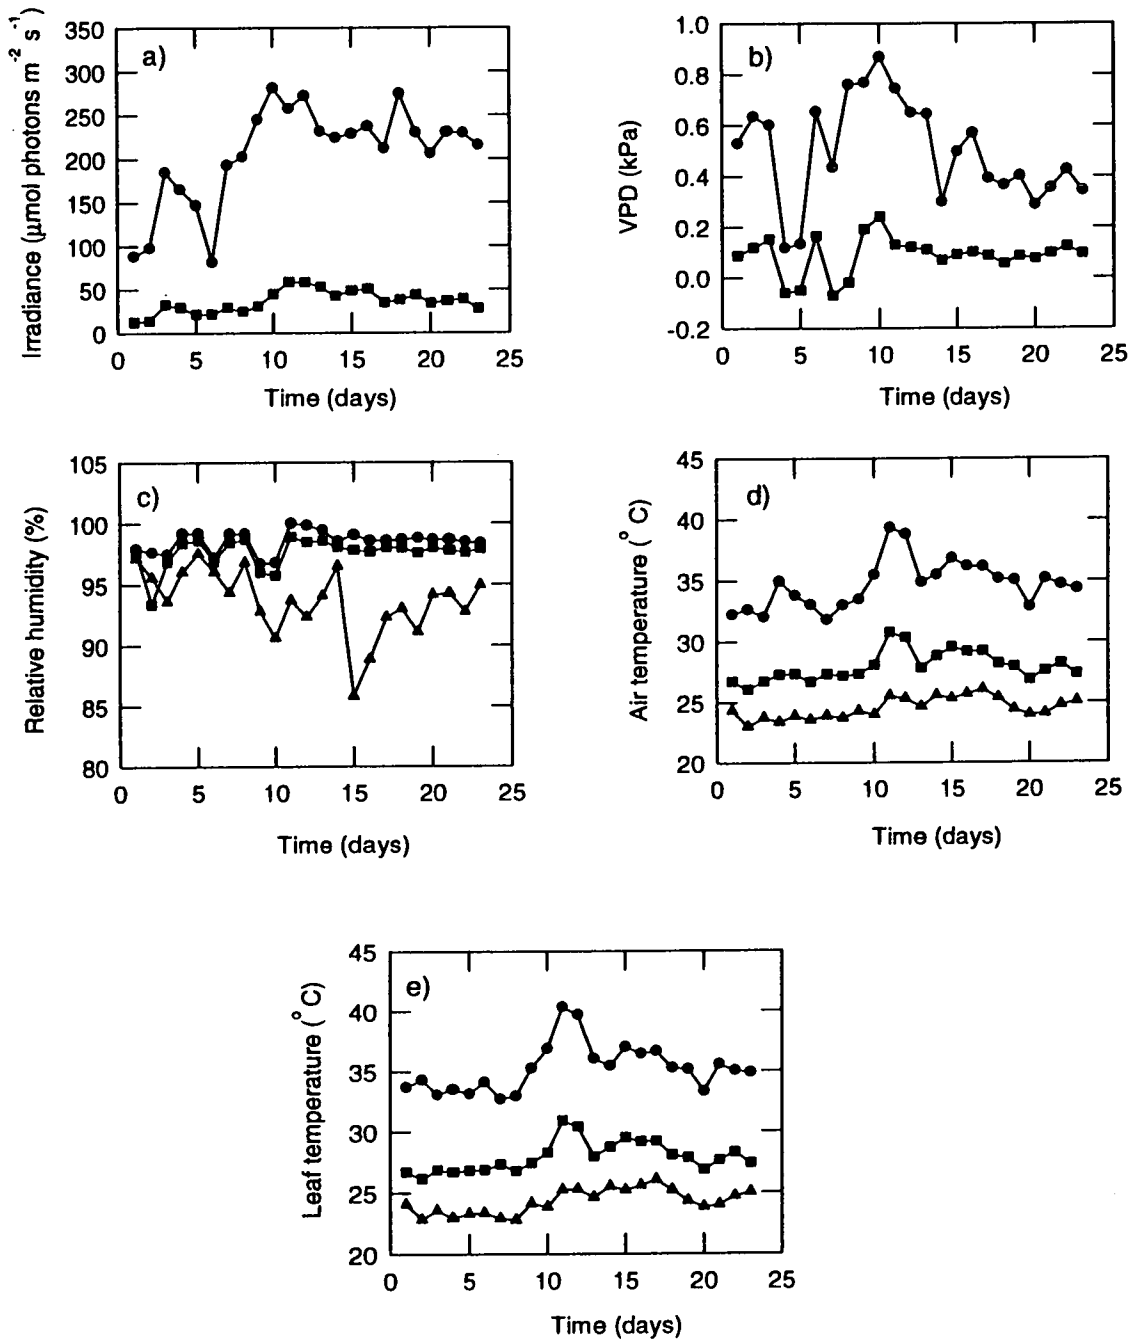 a)
Irradiance (μmol photons m⁻² s⁻¹)
350
300
250
200
150
100
50
0
0 5 10 15 20 25
Time (days)
b)
VPD (kPa)
1.0
0.8
0.6
0.4
0.2
0.0
-0.2
0 5 10 15 20 25
Time (days)
c)
Relative humidity (%)
105
100
95
90
85
80
0 5 10 15 20 25
Time (days)
d)
Air temperature (° C)
45
40
35
30
25
20
0 5 10 15 20 25
Time (days)
e)
Leaf temperature (° C)
45
40
35
30
25
20
0 5 10 15 20 25
Time (days)